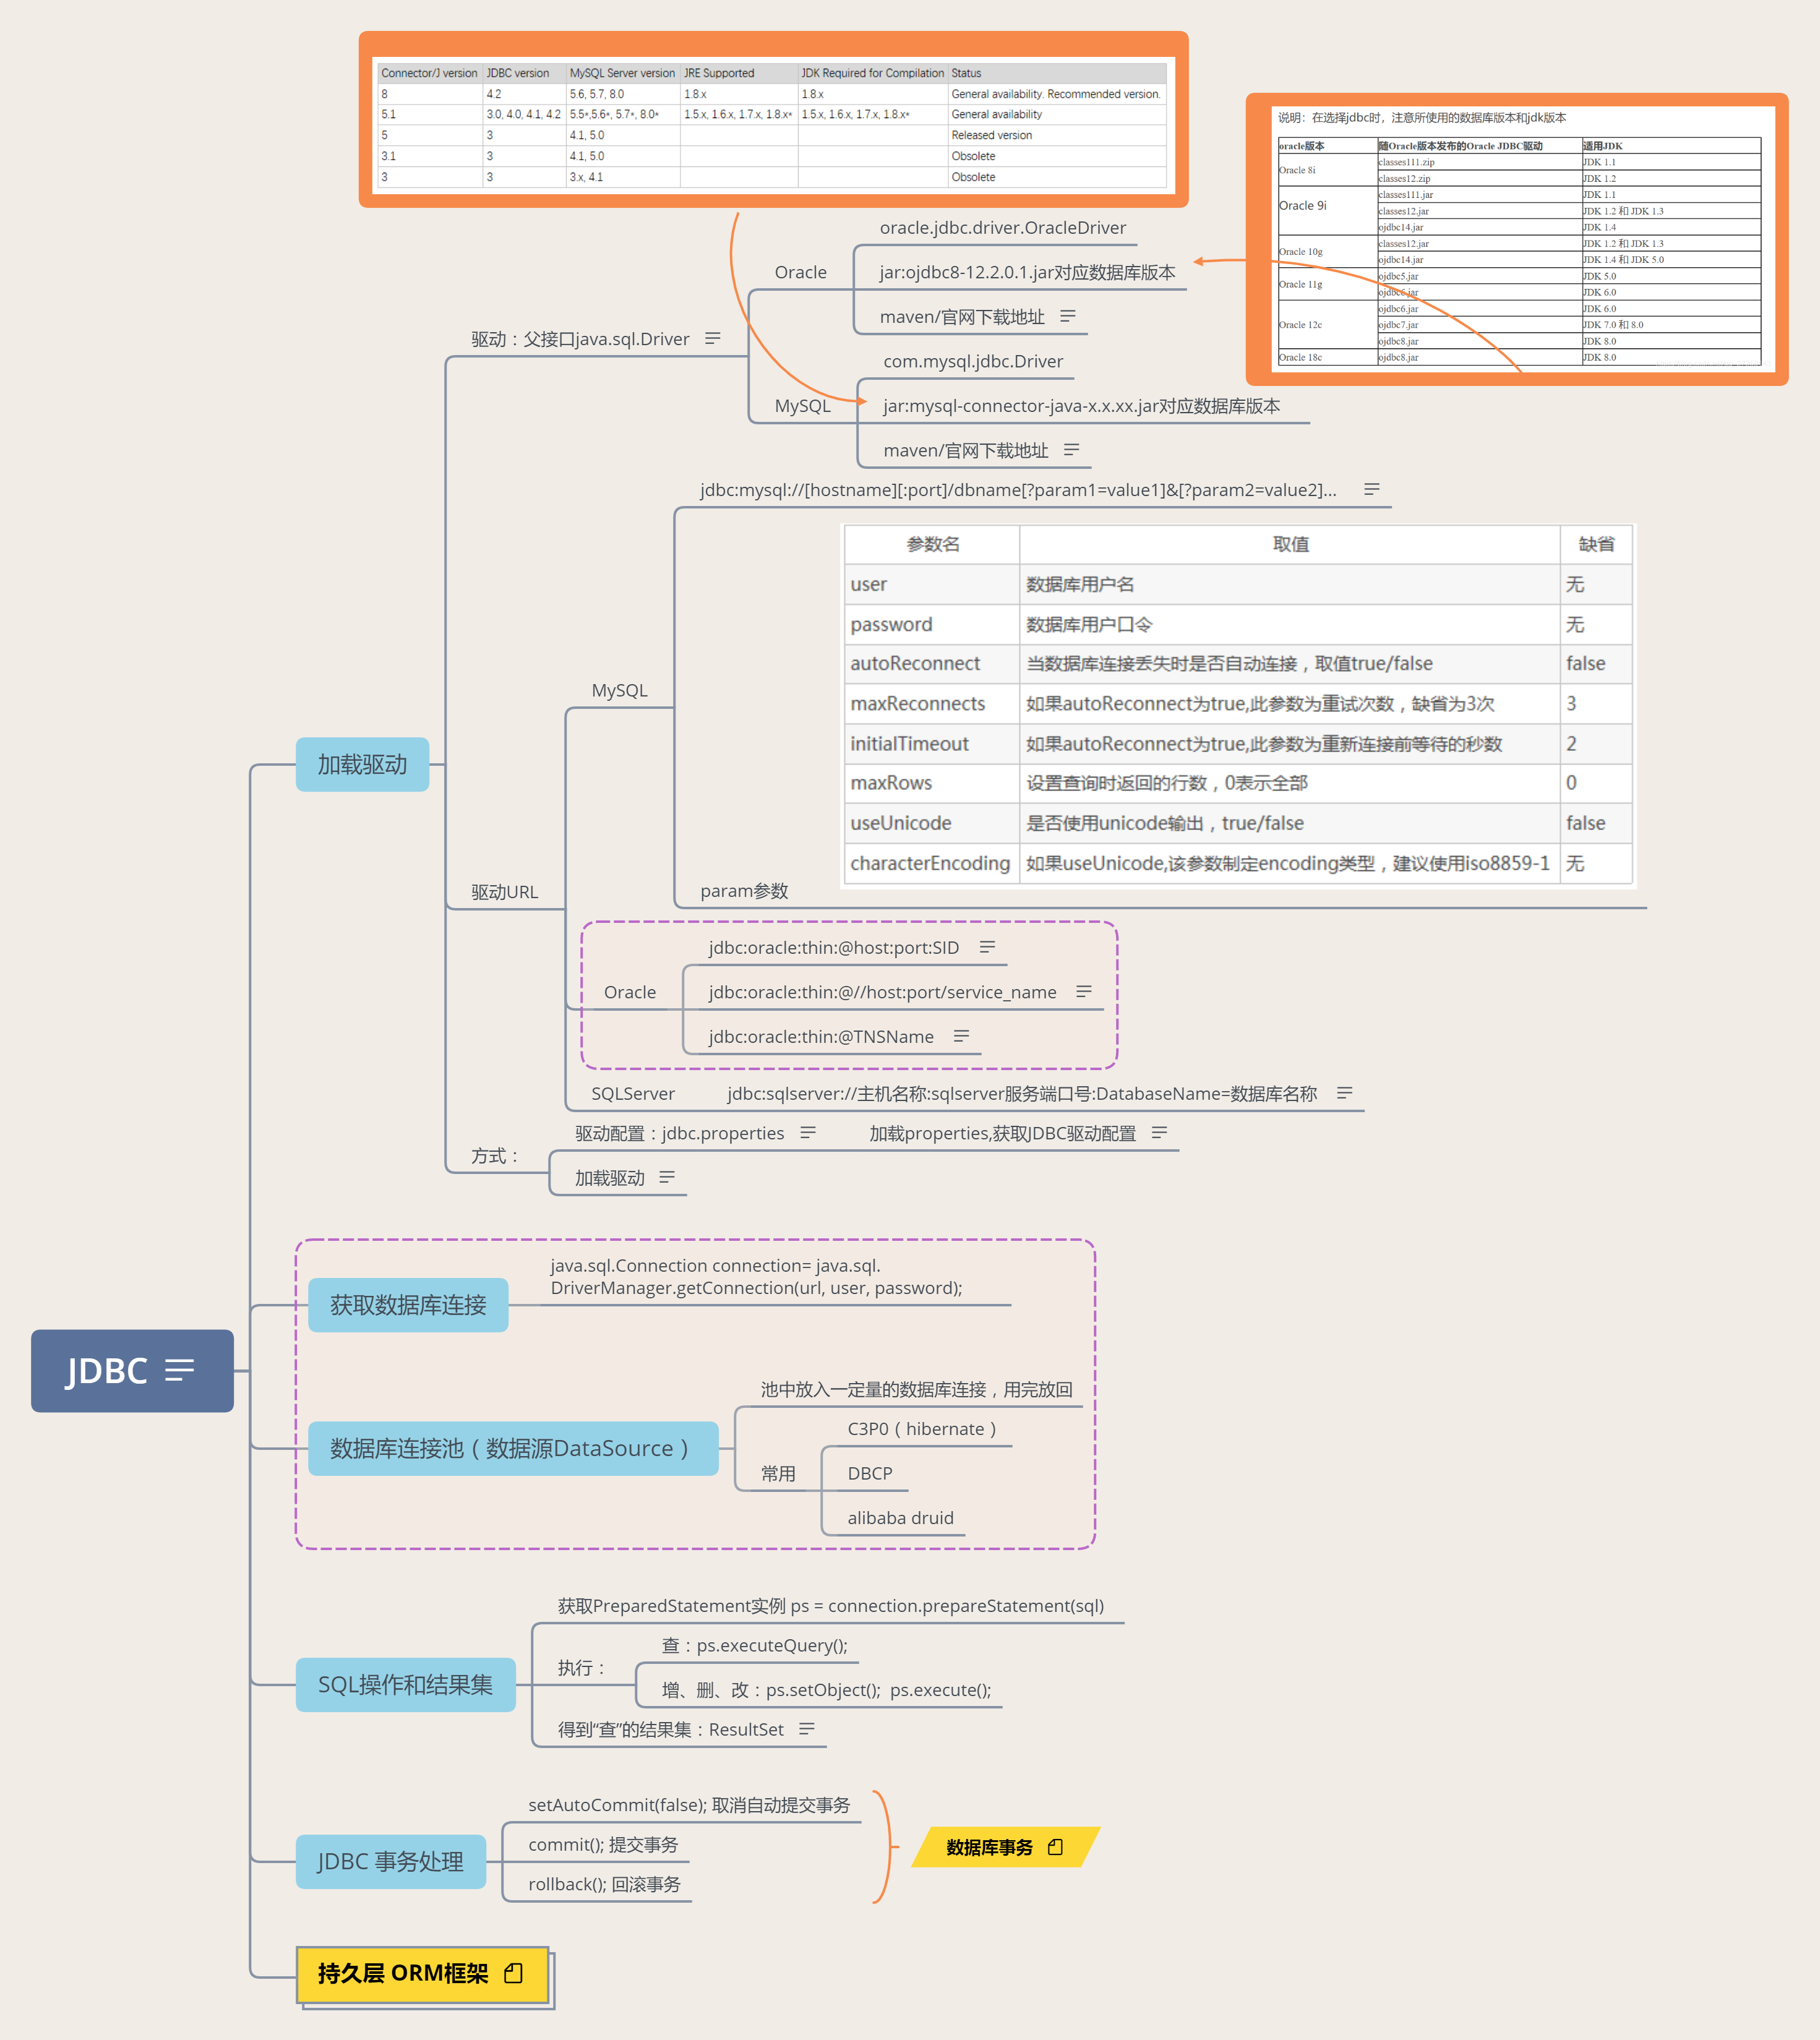 Connector/J version JDBC version MySQL Server version JRE Supported JDK Required for Compilation Status
8 4.2 5.6, 5.7, 8.0 1.8.x 1.8.x General availability. Recommended version.
5.1 3.0, 4.0, 4.1, 4.2 5.5*,5.6*, 5.7*, 8.0* 1.5.x, 1.6.x, 1.7.x, 1.8.x* 1.5.x, 1.6.x, 1.7.x, 1.8.x* General availability
5 3 4.1, 5.0 Released version
3.1 3 4.1, 5.0 Obsolete
3 3 3.x, 4.1 Obsolete
说明：在选择jdbc时，注意所使用的数据库版本和jdk版本
oracle版本 随Oracle版本发布的Oracle JDBC驱动 适用JDK
Oracle 8i
classes111.zip JDK 1.1
classes12.zip JDK 1.2
Oracle 9i
classes111.jar JDK 1.1
classes12.jar JDK 1.2 和 JDK 1.3
ojdbc14.jar JDK 1.4
Oracle 10g
classes12.jar JDK 1.2 和 JDK 1.3
ojdbc14.jar JDK 1.4 和 JDK 5.0
Oracle 11g
ojdbc5.jar JDK 5.0
ojdbc6.jar JDK 6.0
Oracle 12c
ojdbc6.jar JDK 6.0
ojdbc7.jar JDK 7.0 和 8.0
ojdbc8.jar JDK 8.0
Oracle 18c ojdbc8.jar JDK 8.0
JDBC
加载驱动
驱动：父接口java.sql.Driver
Oracle
oracle.jdbc.driver.OracleDriver
jar:ojdbc8-12.2.0.1.jar对应数据库版本
maven/官网下载地址
MySQL
com.mysql.jdbc.Driver
jar:mysql-connector-java-x.x.xx.jar对应数据库版本
maven/官网下载地址
驱动URL
MySQL
jdbc:mysql://[hostname][:port]/dbname[?param1=value1]&[?param2=value2]...
param参数
参数名 取值 缺省
user 数据库用户名 无
password 数据库用户口令 无
autoReconnect 当数据库连接丢失时是否自动连接，取值true/false false
maxReconnects 如果autoReconnect为true,此参数为重试次数，缺省为3次 3
initialTimeout 如果autoReconnect为true,此参数为重新连接前等待的秒数 2
maxRows 设置查询时返回的行数，0表示全部 0
useUnicode 是否使用unicode输出，true/false false
characterEncoding 如果useUnicode,该参数制定encoding类型，建议使用iso8859-1 无
Oracle
jdbc:oracle:thin:@host:port:SID
jdbc:oracle:thin:@//host:port/service_name
jdbc:oracle:thin:@TNSName
SQLServer
jdbc:sqlserver://主机名称:sqlserver服务端口号:DatabaseName=数据库名称
方式：
驱动配置：jdbc.properties
加载properties,获取JDBC驱动配置
加载驱动
获取数据库连接
java.sql.Connection connection= java.sql.
DriverManager.getConnection(url, user, password);
数据库连接池（数据源DataSource）
池中放入一定量的数据库连接，用完放回
常用
C3P0（hibernate）
DBCP
alibaba druid
SQL操作和结果集
获取PreparedStatement实例 ps = connection.prepareStatement(sql)
执行：
查：ps.executeQuery();
增、删、改：ps.setObject(); ps.execute();
得到“查”的结果集：ResultSet
JDBC 事务处理
setAutoCommit(false); 取消自动提交事务
commit(); 提交事务
rollback(); 回滚事务
数据库事务
持久层 ORM框架